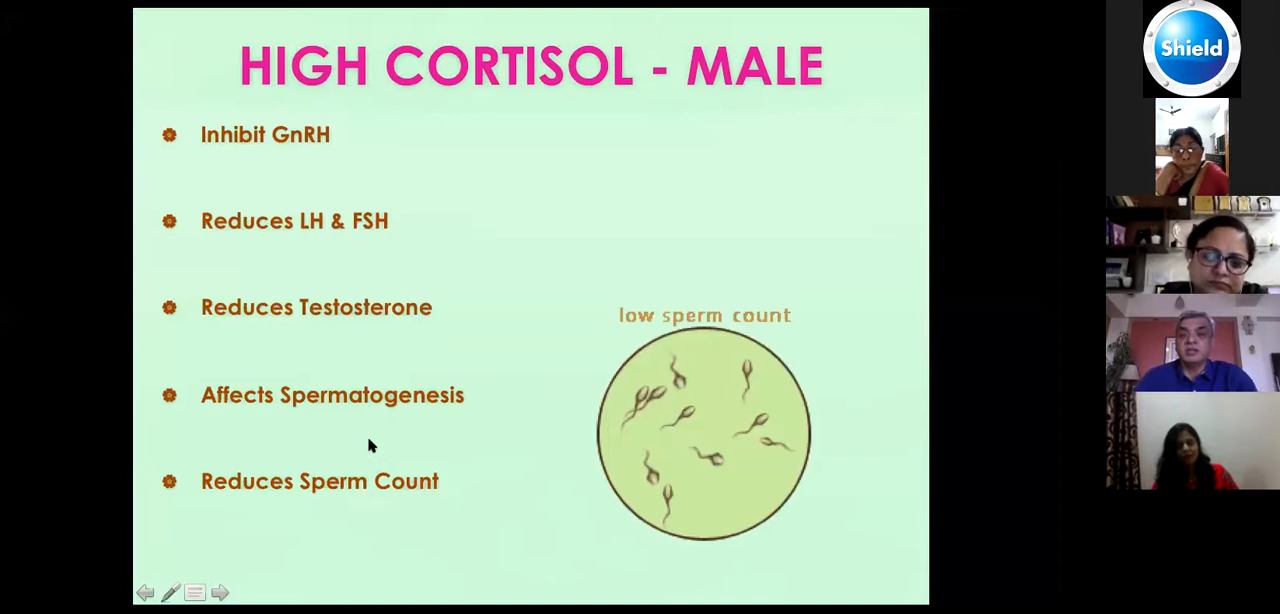 HIGH CORTISOL - MALE
Inhibit GnRH
Reduces LH & FSH
Reduces Testosterone
low sperm count
Affects Spermatogenesis
Reduces Sperm Count
Shield